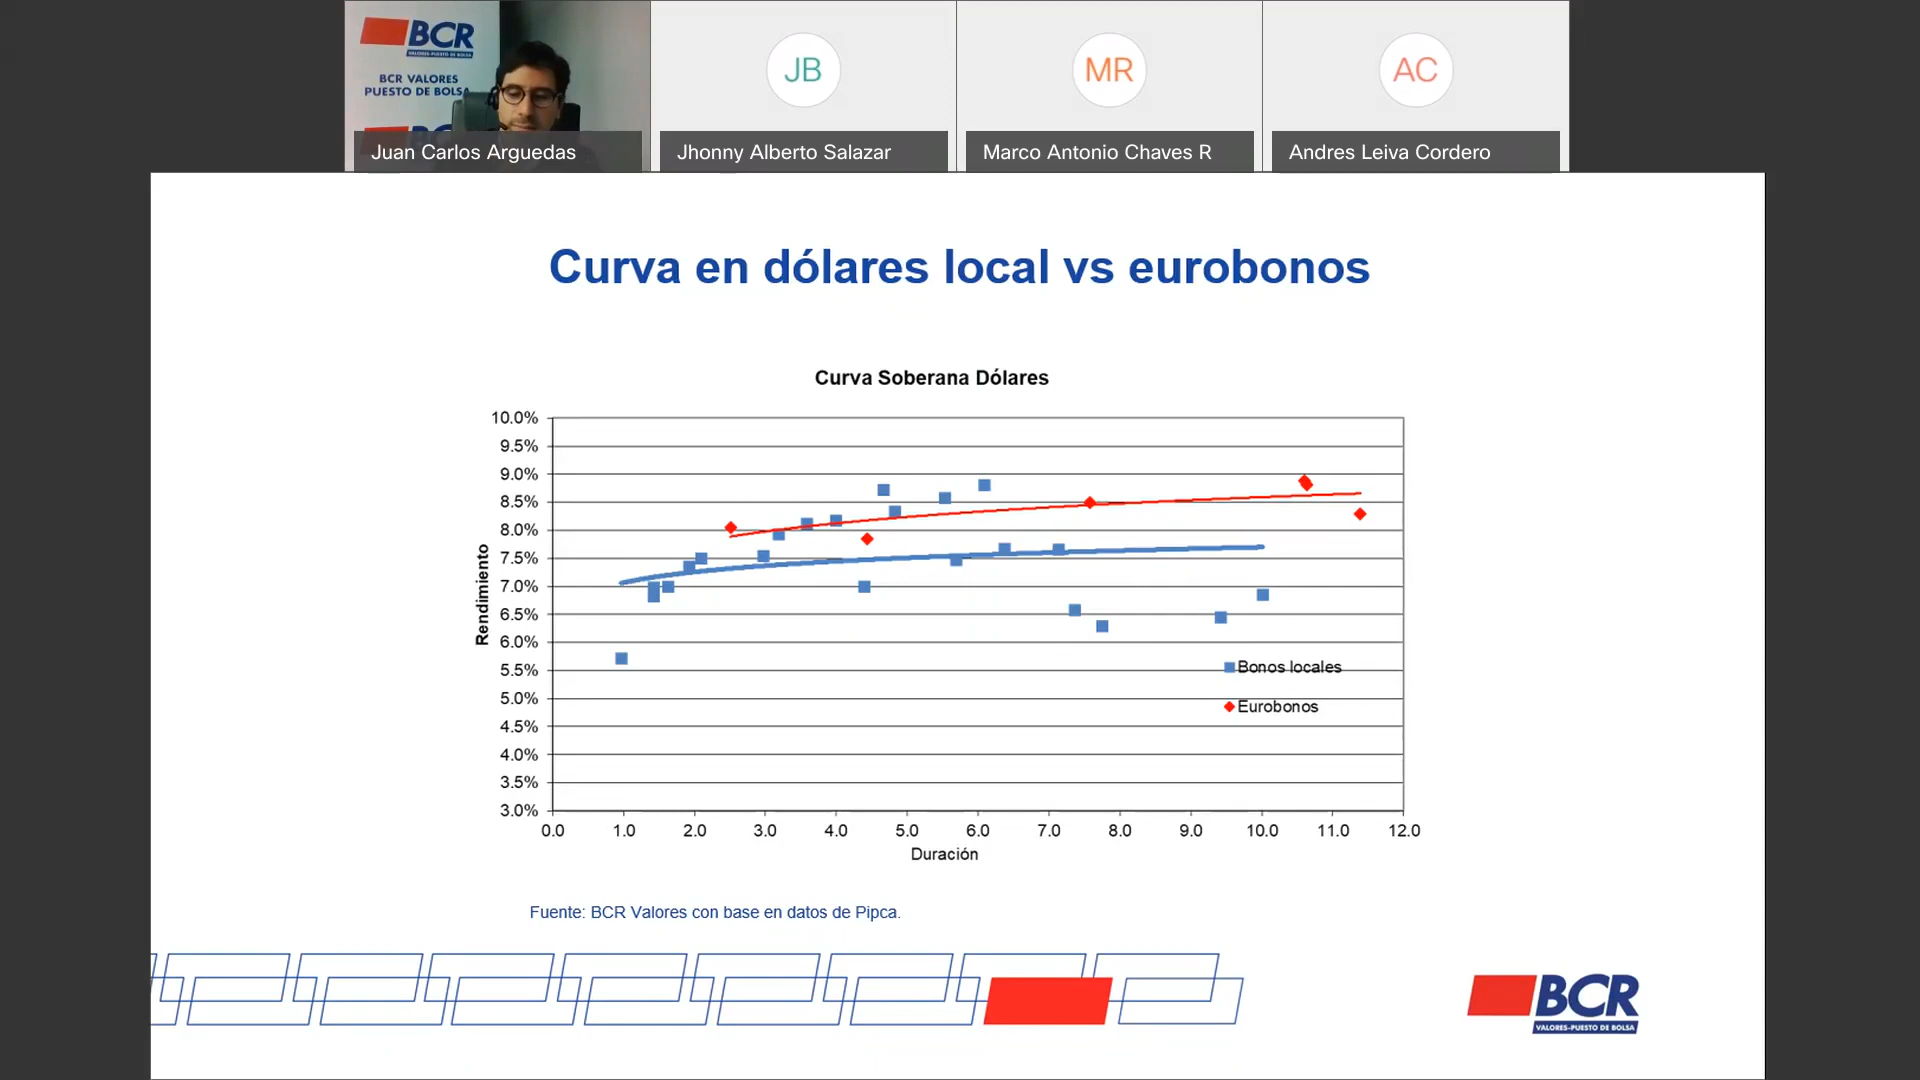 BCR
VALORES-PUESTO DE BOLSA
BCR VALORES
PUESTO DE BOLSA
JB
MR
AC
Juan Carlos Arguedas
Jhonny Alberto Salazar
Marco Antonio Chaves R
Andres Leiva Cordero
Curva en dólares local vs eurobonos
Curva Soberana Dólares
10.0%
9.5%
9.0%
8.5%
8.0%
7.5%
7.0%
6.5%
6.0%
5.5%
5.0%
4.5%
4.0%
3.5%
3.0%
Rendimiento
Bonos locales
Eurobonos
0.0 1.0 2.0 3.0 4.0 5.0 6.0 7.0 8.0 9.0 10.0 11.0 12.0
Duración
Fuente: BCR Valores con base en datos de Pipca.
BCR
VALORES-PUESTO DE BOLSA